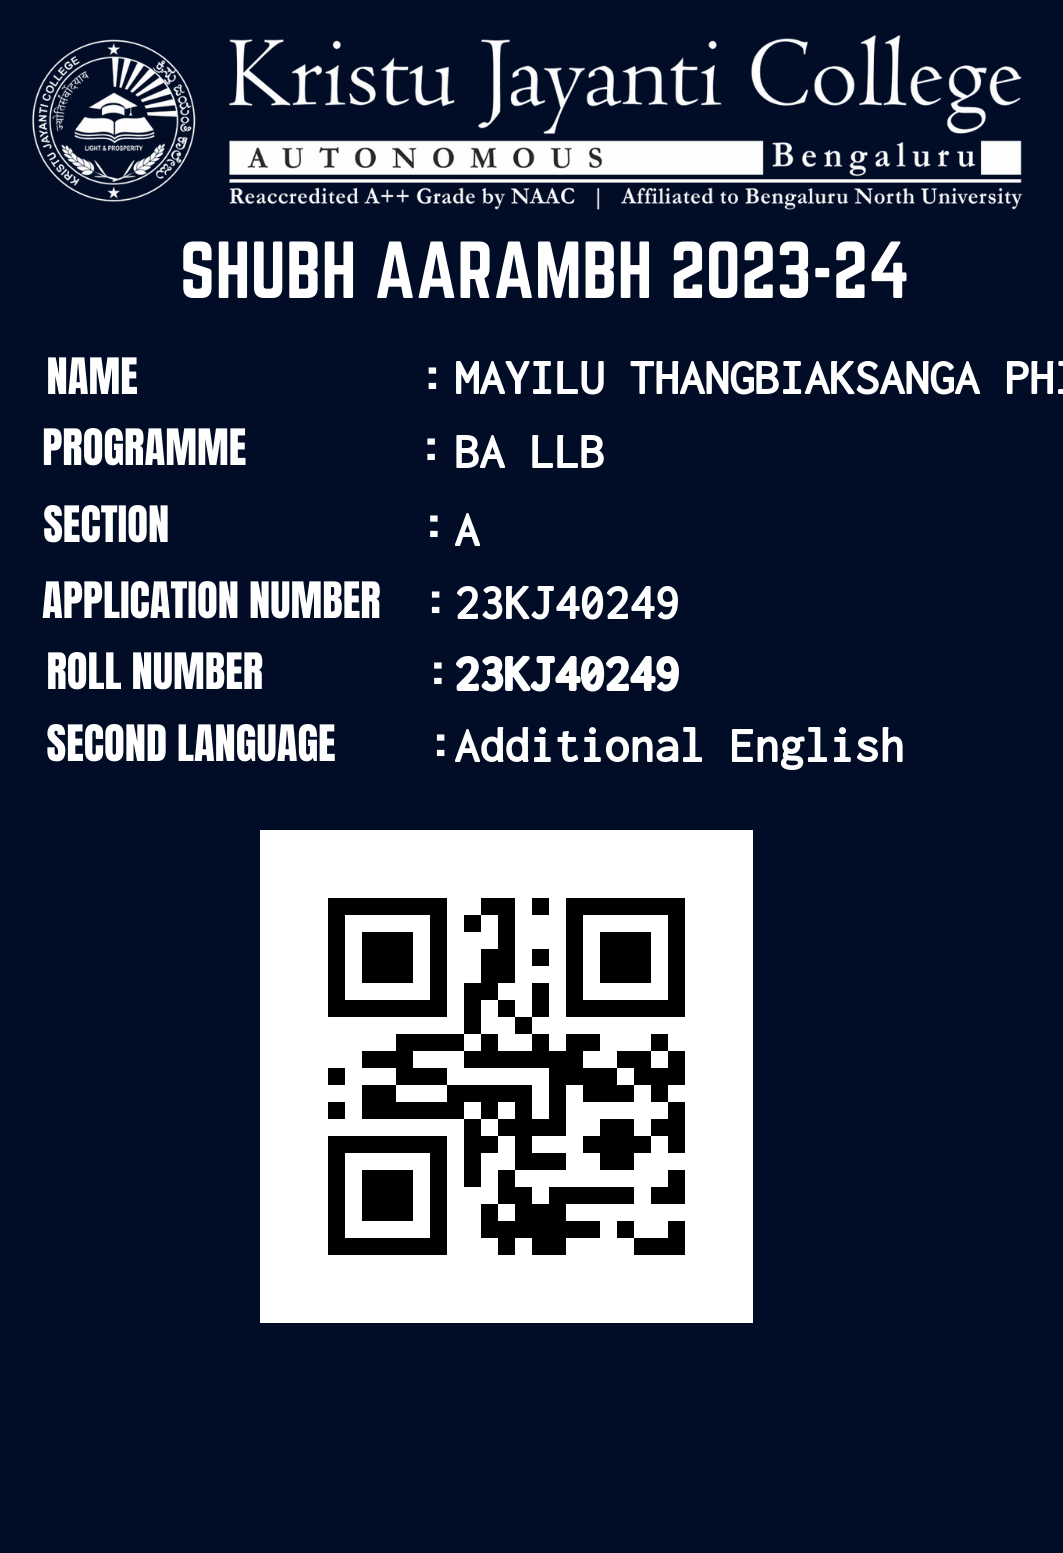 Kristu Jayanti College
AUTONOMOUS Bengaluru
Reaccredited A++ Grade by NAAC | Affiliated to Bengaluru North University
KRISTU JAYANTI COLLEGE
LIGHT & PROSPERITY
SHUBH AARAMBH 2023-24
NAME : MAYILU THANGBIAKSANGA
PROGRAMME : BA LLB
SECTION : A
APPLICATION NUMBER : 23KJ40249
ROLL NUMBER : 23KJ40249
SECOND LANGUAGE :Additional English